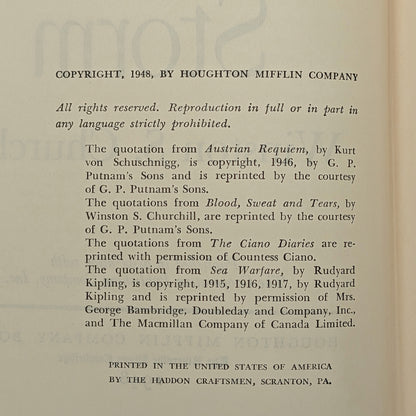 COPYRIGHT, 1948, BY HOUGHTON MIFFLIN COMPANY
All rights reserved. Reproduction in full or in part in
any language strictly prohibited.
The quotation from Austrian Requiem, by Kurt
von Schuschnigg, is copyright, 1946, by G. P.
Putnam's Sons and is reprinted by the courtesy
of G. P. Putnam's Sons.
The quotations from Blood, Sweat and Tears, by
Winston S. Churchill, are reprinted by the courtesy
of G. P. Putnam's Sons.
The quotations from The Ciano Diaries are re-
printed with permission of Countess Ciano.
The quotation from Sea Warfare, by Rudyard
Kipling, is copyright, 1915, 1916, 1917, by Rudyard
Kipling and is reprinted by permission of Mrs.
George Bambridge, Doubleday and Company, Inc.,
and The Macmillan Company of Canada Limited.
PRINTED IN THE UNITED STATES OF AMERICA
BY THE HADDON CRAFTSMEN, SCRANTON, PA.